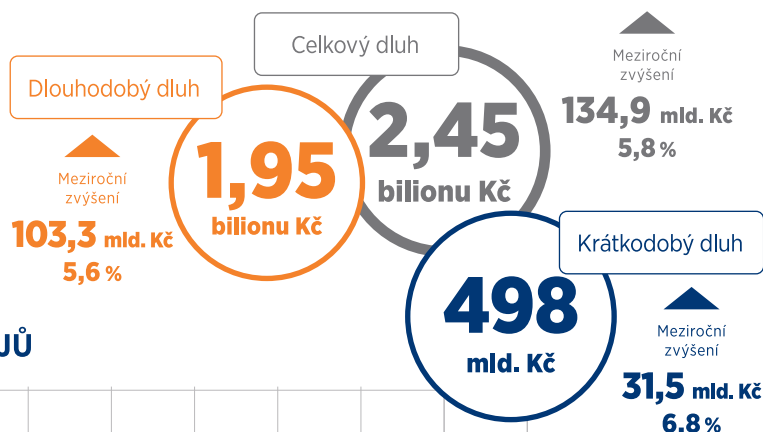 Celkový dluh
2,45
bilionu Kč
Meziroční
zvýšení
134,9 mld. Kč
5,8 %
Dlouhodobý dluh
1,95
bilionu Kč
Meziroční
zvýšení
103,3 mld. Kč
5,6 %
Krátkodobý dluh
498
mld. Kč
Meziroční
zvýšení
31,5 mld. Kč
6,8 %
JŮ